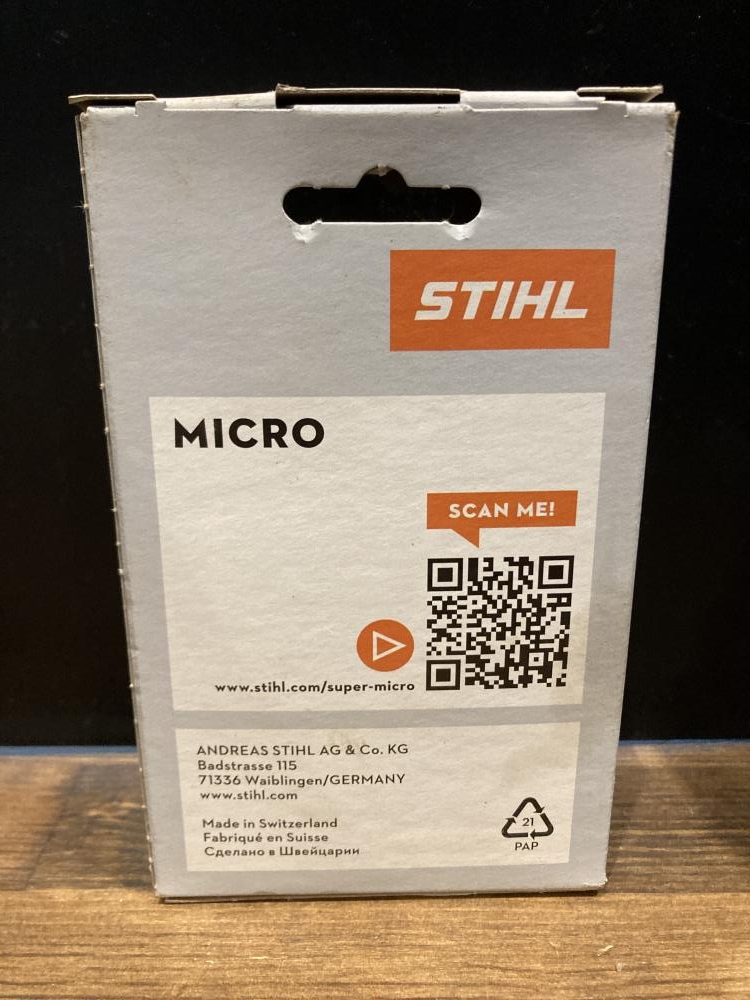 STIHL
MICRO
SCAN ME!
www.stihl.com/super-micro
ANDREAS STIHL AG & Co. KG
Badstrasse 115
71336 Waiblingen/GERMANY
www.stihl.com
Made in Switzerland
Fabriqué en Suisse
Сделано в Швейцарии
21
PAP